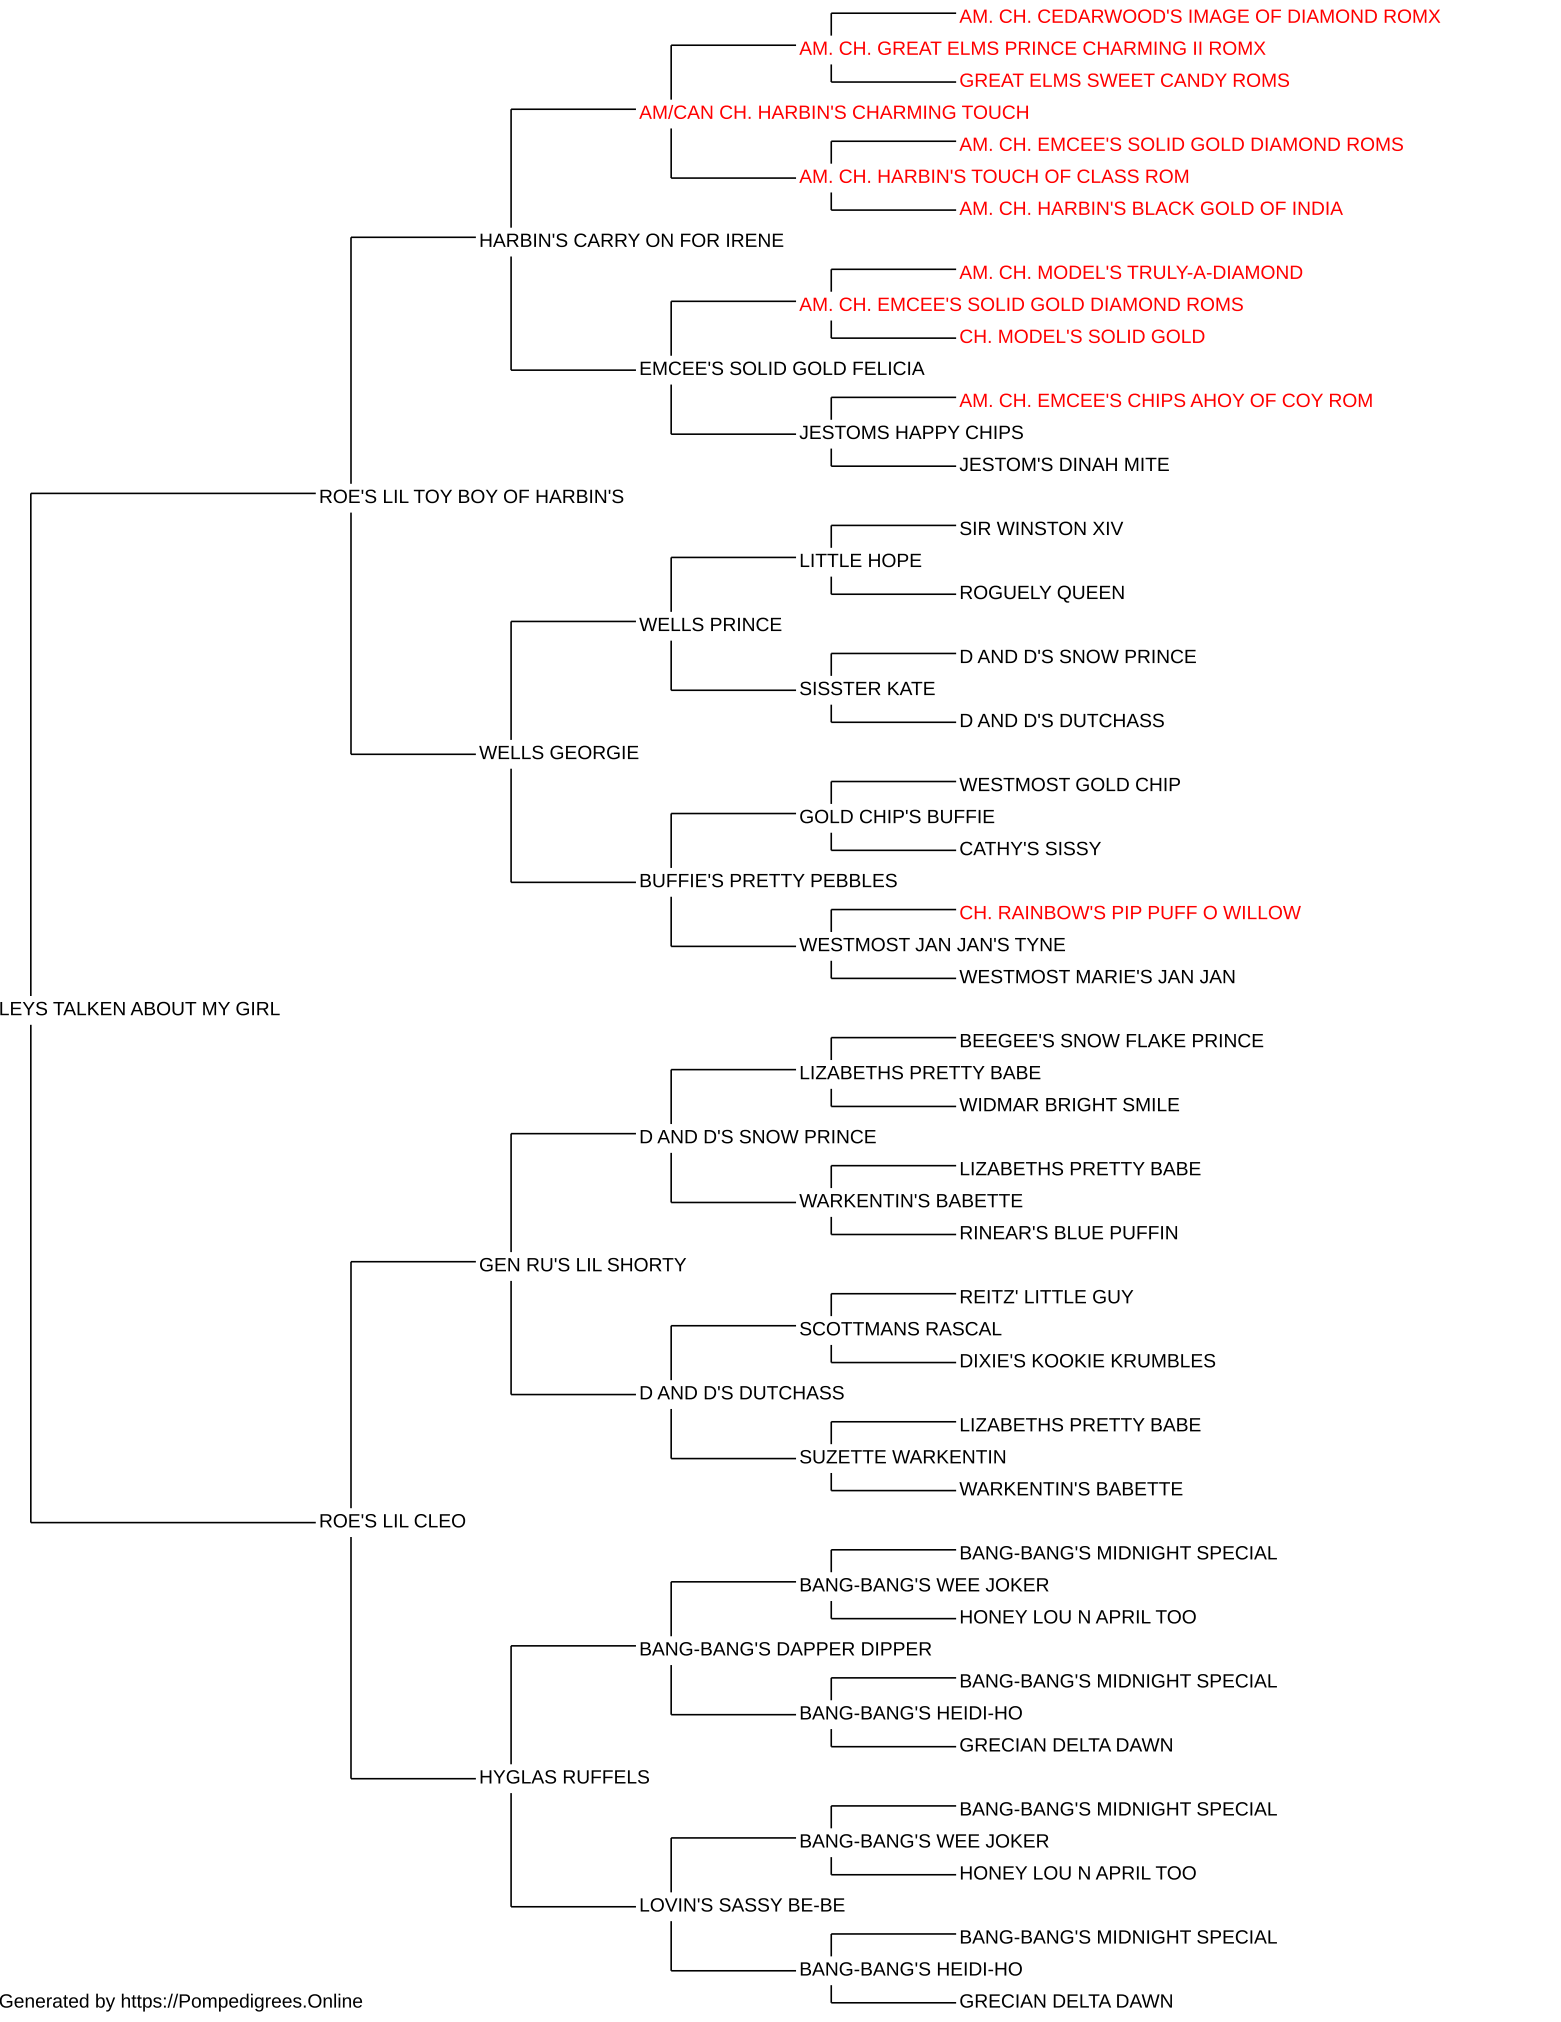 AM. CH. CEDARWOOD'S IMAGE OF DIAMOND ROMX
AM. CH. GREAT ELMS PRINCE CHARMING II ROMX
GREAT ELMS SWEET CANDY ROMS
AM/CAN CH. HARBIN'S CHARMING TOUCH
AM. CH. EMCEE'S SOLID GOLD DIAMOND ROMS
AM. CH. HARBIN'S TOUCH OF CLASS ROM
AM. CH. HARBIN'S BLACK GOLD OF INDIA
HARBIN'S CARRY ON FOR IRENE
AM. CH. MODEL'S TRULY-A-DIAMOND
AM. CH. EMCEE'S SOLID GOLD DIAMOND ROMS
CH. MODEL'S SOLID GOLD
EMCEE'S SOLID GOLD FELICIA
AM. CH. EMCEE'S CHIPS AHOY OF COY ROM
JESTOMS HAPPY CHIPS
JESTOM'S DINAH MITE
ROE'S LIL TOY BOY OF HARBIN'S
SIR WINSTON XIV
LITTLE HOPE
ROGUELY QUEEN
WELLS PRINCE
D AND D'S SNOW PRINCE
SISSTER KATE
D AND D'S DUTCHASS
WELLS GEORGIE
WESTMOST GOLD CHIP
GOLD CHIP'S BUFFIE
CATHY'S SISSY
BUFFIE'S PRETTY PEBBLES
CH. RAINBOW'S PIP PUFF O WILLOW
WESTMOST JAN JAN'S TYNE
WESTMOST MARIE'S JAN JAN
LEYS TALKEN ABOUT MY GIRL
BEEGEE'S SNOW FLAKE PRINCE
LIZABETHS PRETTY BABE
WIDMAR BRIGHT SMILE
D AND D'S SNOW PRINCE
LIZABETHS PRETTY BABE
WARKENTIN'S BABETTE
RINEAR'S BLUE PUFFIN
GEN RU'S LIL SHORTY
REITZ' LITTLE GUY
SCOTTMANS RASCAL
DIXIE'S KOOKIE KRUMBLES
D AND D'S DUTCHASS
LIZABETHS PRETTY BABE
SUZETTE WARKENTIN
WARKENTIN'S BABETTE
ROE'S LIL CLEO
BANG-BANG'S MIDNIGHT SPECIAL
BANG-BANG'S WEE JOKER
HONEY LOU N APRIL TOO
BANG-BANG'S DAPPER DIPPER
BANG-BANG'S MIDNIGHT SPECIAL
BANG-BANG'S HEIDI-HO
GRECIAN DELTA DAWN
HYGLAS RUFFELS
BANG-BANG'S MIDNIGHT SPECIAL
BANG-BANG'S WEE JOKER
HONEY LOU N APRIL TOO
LOVIN'S SASSY BE-BE
BANG-BANG'S MIDNIGHT SPECIAL
BANG-BANG'S HEIDI-HO
GRECIAN DELTA DAWN
Generated by https://Pompedigrees.Online